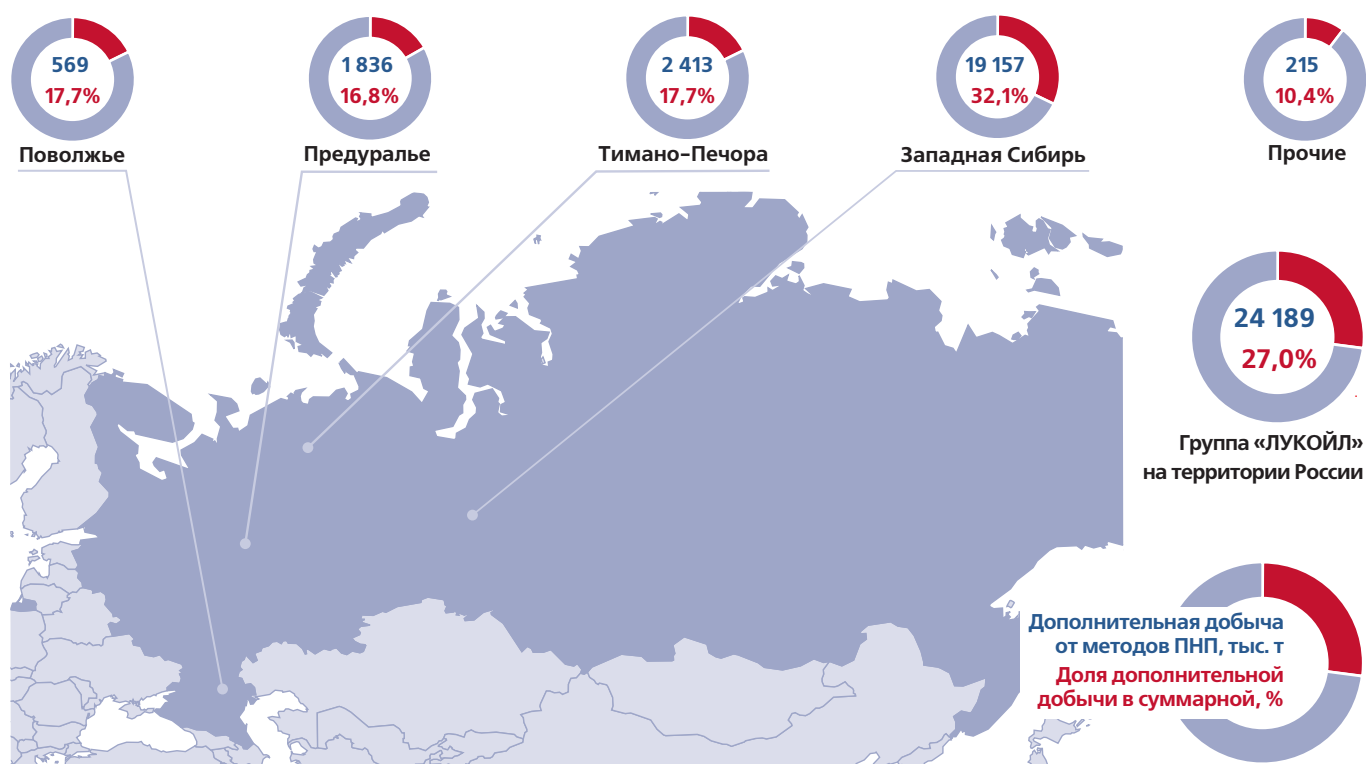 569
17,7%
Поволжье
1 836
16,8%
Предуралье
2 413
17,7%
Тимано-Печора
19 157
32,1%
Западная Сибирь
215
10,4%
Прочие
24 189
27,0%
Группа «ЛУКОЙЛ»
на территории России
Дополнительная добыча
от методов ПНП, тыс. т
Доля дополнительной
добычи в суммарной, %